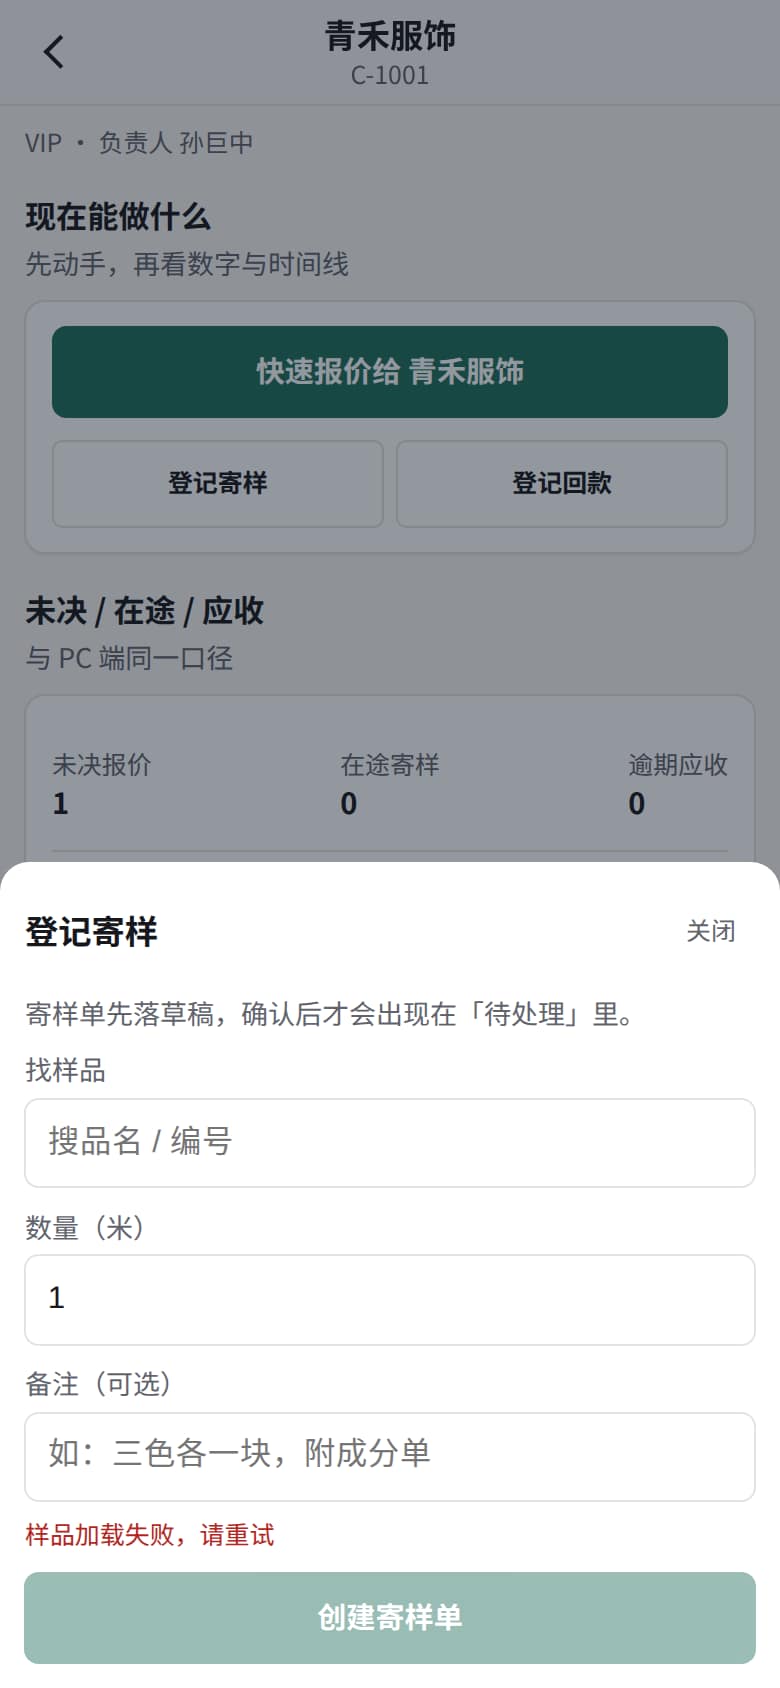 青禾服饰
C-1001
VIP · 负责人 孙巨中
现在能做什么
先动手，再看数字与时间线
快速报价给 青禾服饰
登记寄样
登记回款
未决 / 在途 / 应收
与 PC 端同一口径
未决报价
在途寄样
逾期应收
1
0
0
登记寄样
关闭
寄样单先落草稿，确认后才会出现在「待处理」里。
找样品
搜品名 / 编号
数量（米）
1
备注（可选）
如：三色各一块，附成分单
样品加载失败，请重试
创建寄样单